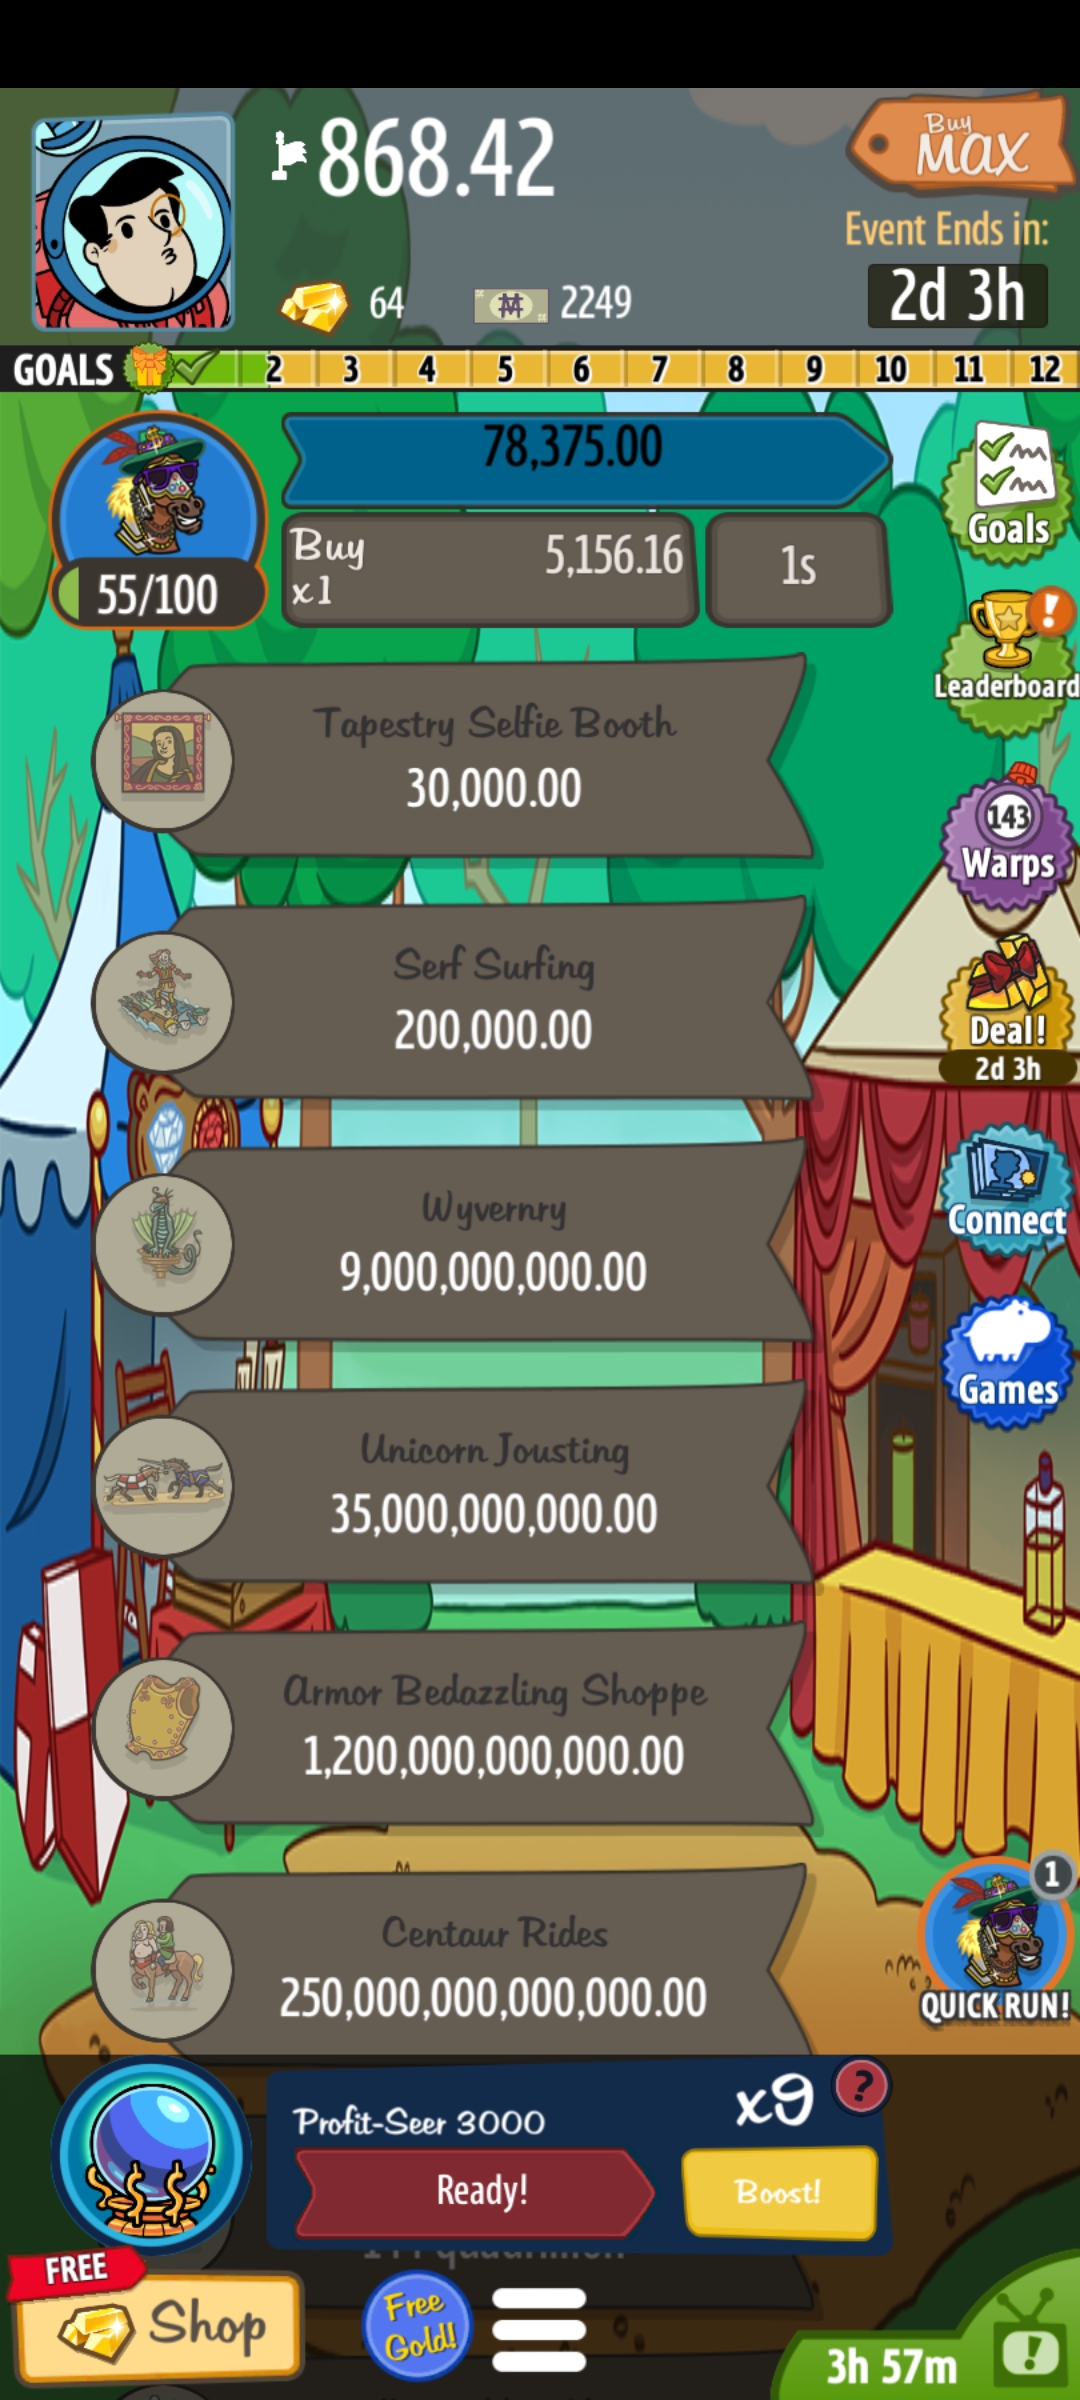 868.42
Buy
MAX
Event Ends in:
64
2249
2d 3h
GOALS 2 3 4 5 6 7 8 9 10 11 12
78,375.00
Buy
x1
5,156.16
1s
55/100
Goals
!
Leaderboard
Tapestry Selfie Booth
30,000.00
143
Warps
Serf Surfing
200,000.00
Deal!
2d 3h
Wyvernry
9,000,000,000.00
Connect
Games
Unicorn Jousting
35,000,000,000.00
Armor Bedazzling Shoppe
1,200,000,000,000.00
1
Centaur Rides
250,000,000,000,000.00
QUICK RUN!
Profit-Seer 3000
x9
?
Ready!
Boost!
FREE
Shop
Free
Gold!
3h 57m
!